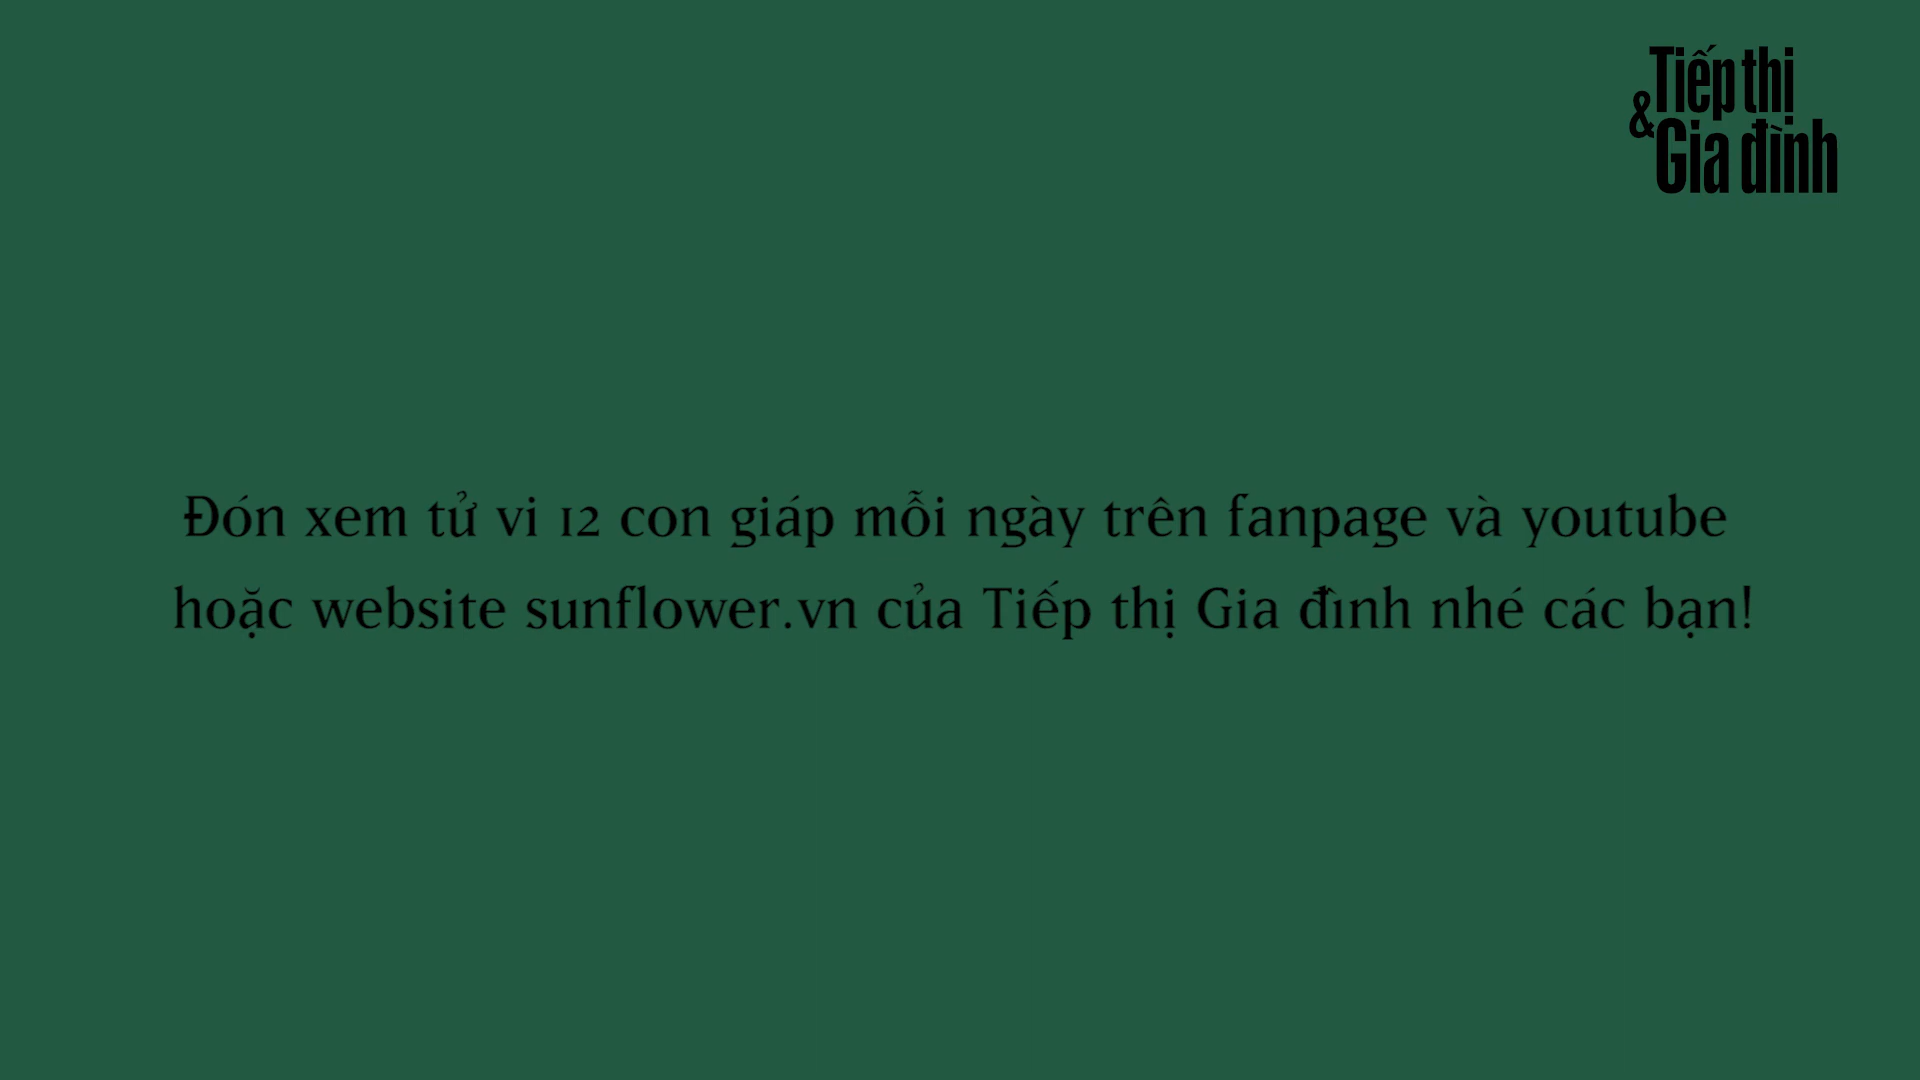 Tiếp thị
& Gia đình
Đón xem tử vi 12 con giáp mỗi ngày trên fanpage và youtube
hoặc website sunflower.vn của Tiếp thị Gia đình nhé các bạn!